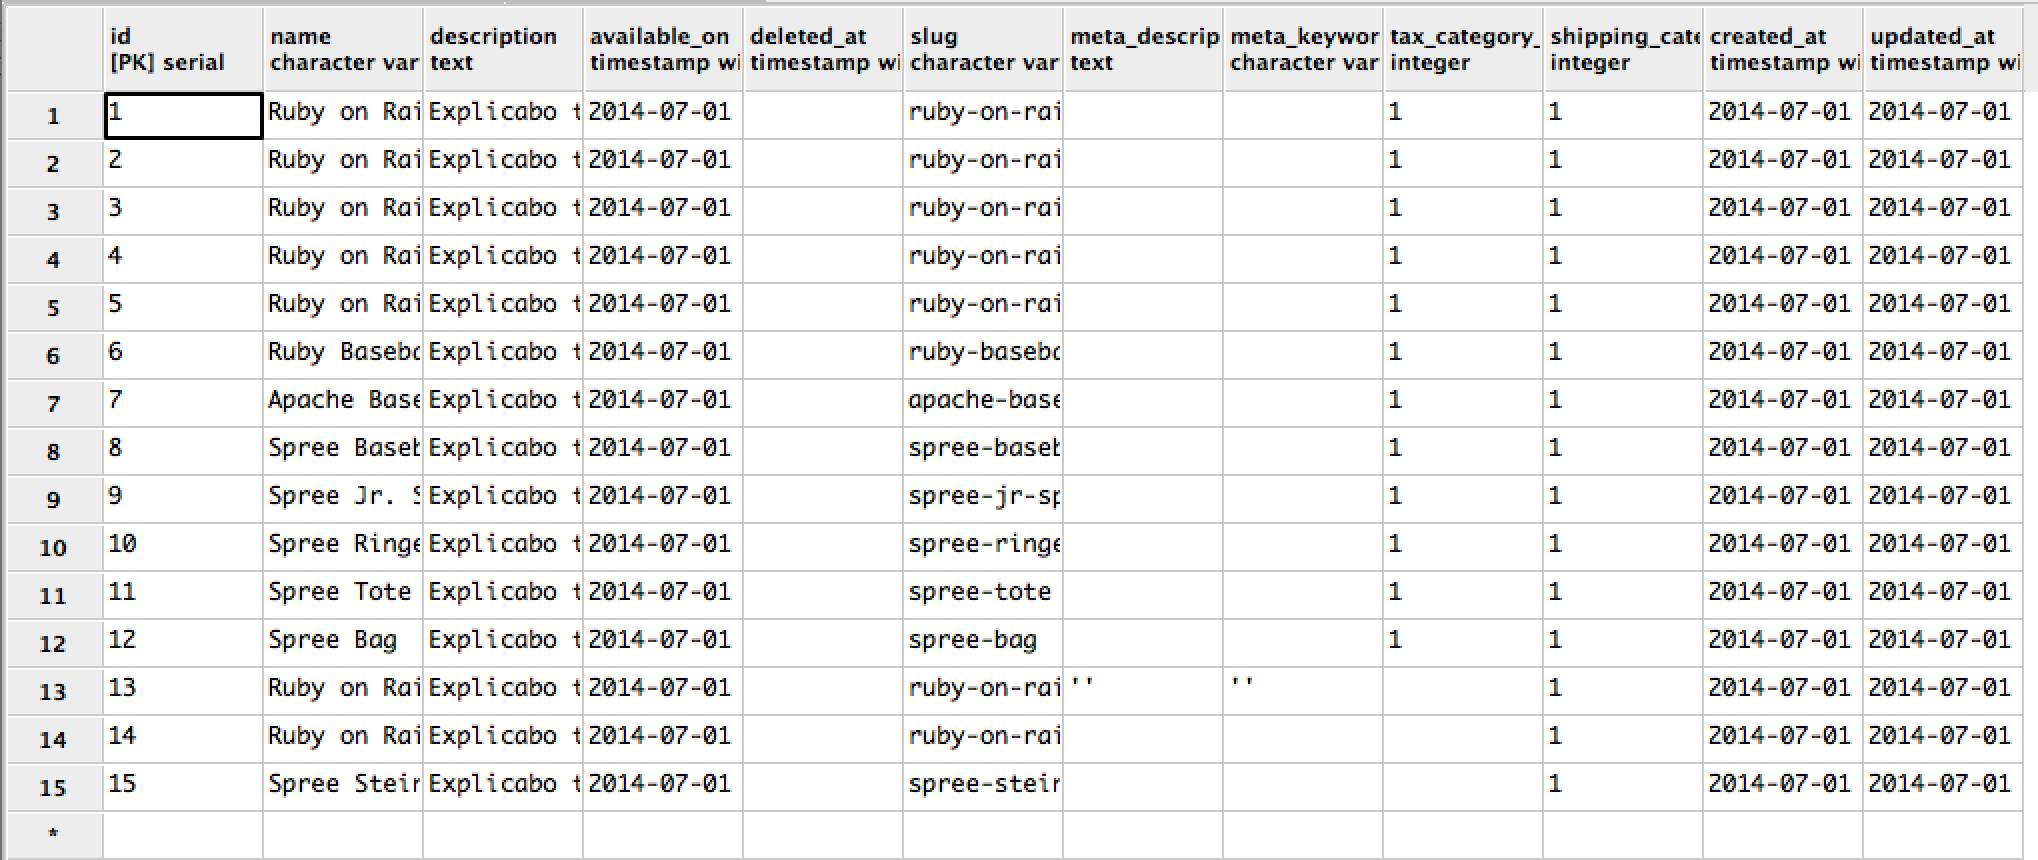 id name description available_on deleted_at slug meta_descrip meta_keywor tax_category_ shipping_cate created_at updated_at
[PK] serial character var text timestamp wi timestamp wi character var text character var integer integer timestamp wi timestamp wi
1 1 Ruby on Rai Explicabo t 2014-07-01 ruby-on-rai 1 1 2014-07-01 2014-07-01
2 2 Ruby on Rai Explicabo t 2014-07-01 ruby-on-rai 1 1 2014-07-01 2014-07-01
3 3 Ruby on Rai Explicabo t 2014-07-01 ruby-on-rai 1 1 2014-07-01 2014-07-01
4 4 Ruby on Rai Explicabo t 2014-07-01 ruby-on-rai 1 1 2014-07-01 2014-07-01
5 5 Ruby on Rai Explicabo t 2014-07-01 ruby-on-rai 1 1 2014-07-01 2014-07-01
6 6 Ruby Baseba Explicabo t 2014-07-01 ruby-baseba 1 1 2014-07-01 2014-07-01
7 7 Apache Base Explicabo t 2014-07-01 apache-base 1 1 2014-07-01 2014-07-01
8 8 Spree Baseb Explicabo t 2014-07-01 spree-baseb 1 1 2014-07-01 2014-07-01
9 9 Spree Jr. S Explicabo t 2014-07-01 spree-jr-sp 1 1 2014-07-01 2014-07-01
10 10 Spree Ringe Explicabo t 2014-07-01 spree-ringe 1 1 2014-07-01 2014-07-01
11 11 Spree Tote Explicabo t 2014-07-01 spree-tote 1 1 2014-07-01 2014-07-01
12 12 Spree Bag Explicabo t 2014-07-01 spree-bag 1 1 2014-07-01 2014-07-01
13 13 Ruby on Rai Explicabo t 2014-07-01 ruby-on-rai '' '' 1 2014-07-01 2014-07-01
14 14 Ruby on Rai Explicabo t 2014-07-01 ruby-on-rai 1 2014-07-01 2014-07-01
15 15 Spree Stein Explicabo t 2014-07-01 spree-stein 1 2014-07-01 2014-07-01
*